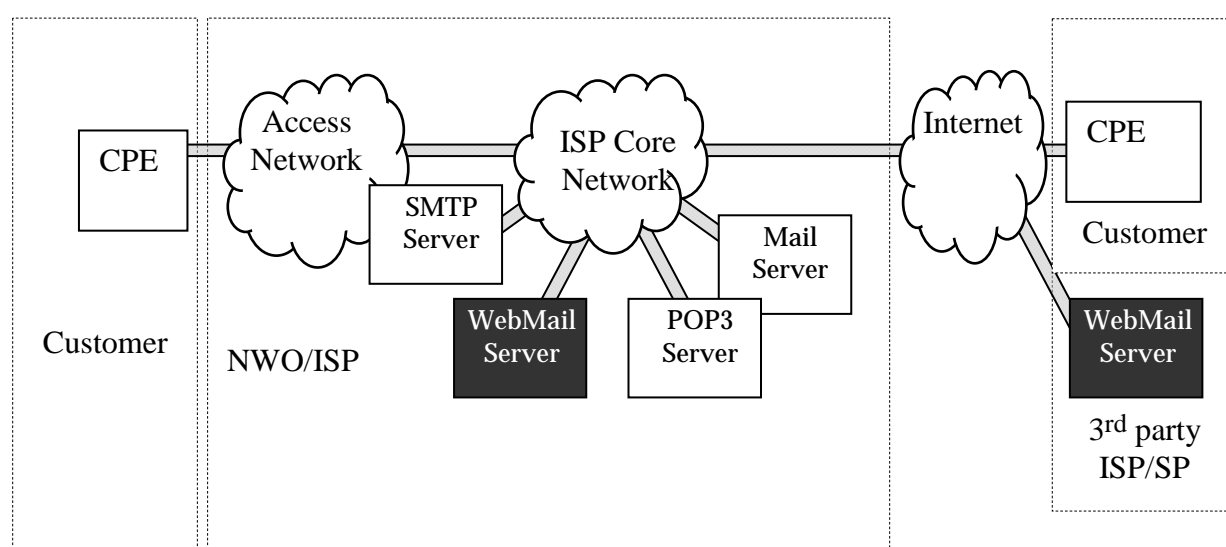 CPE
Access
Network
ISP Core
Network
Internet
CPE
SMTP
Server
Mail
Server
Customer
WebMail
Server
POP3
Server
WebMail
Server
Customer
NWO/ISP
3rd party
ISP/SP